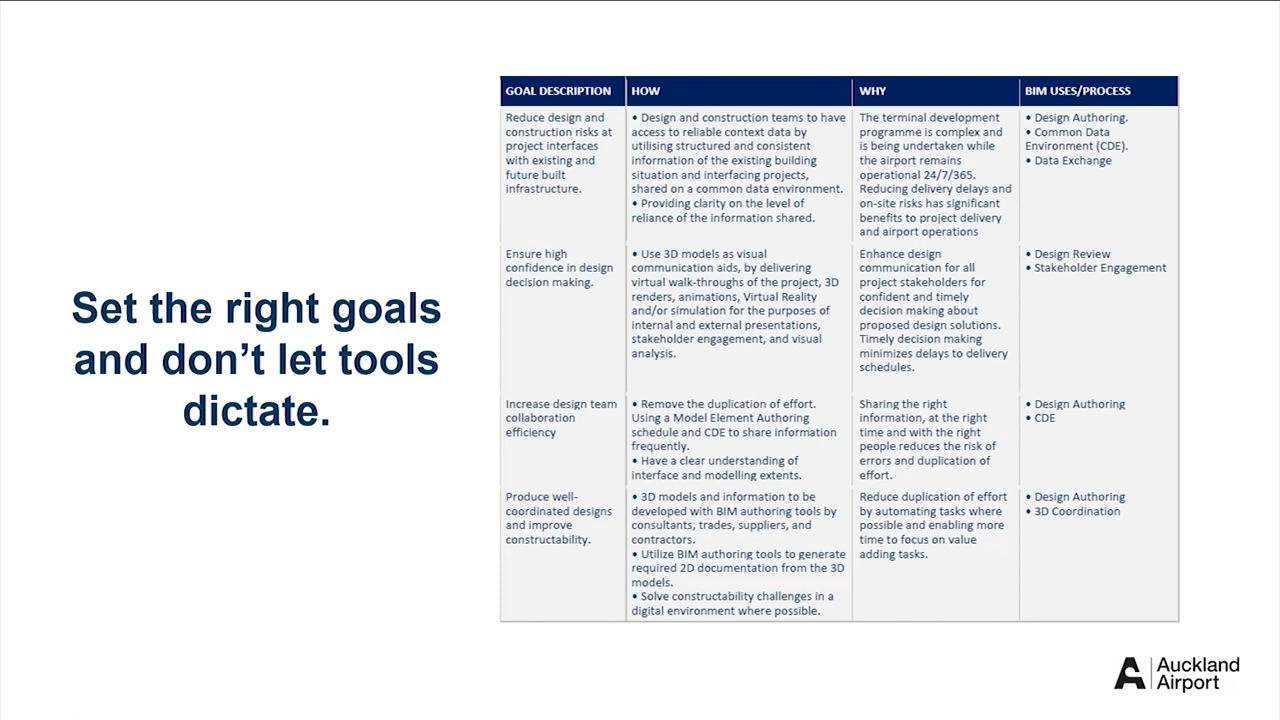 Set the right goals
and don't let tools
dictate.
GOAL DESCRIPTION
HOW
WHY
BIM USES/PROCESS
Reduce design and
construction risks at
project interfaces
with existing and
future built
infrastructure.
• Design and construction teams to have
access to reliable context data by
utilising structured and consistent
information of the existing building
situation and interfacing projects,
shared on a common data environment.
• Providing clarity on the level of
reliance of the information shared.
The terminal development
programme is complex and
is being undertaken while
the airport remains
operational 24/7/365.
Reducing delivery delays and
on-site risks has significant
benefits to project delivery
and airport operations
• Design Authoring.
• Common Data
Environment (CDE).
• Data Exchange
Ensure high
confidence in design
decision making.
• Use 3D models as visual
communication aids, by delivering
virtual walk-throughs of the project, 3D
renders, animations, Virtual Reality
and/or simulation for the purposes of
internal and external presentations,
stakeholder engagement, and visual
analysis.
Enhance design
communication for all
project stakeholders for
confident and timely
decision making about
proposed design solutions.
Timely decision making
minimizes delays to delivery
schedules.
• Design Review
• Stakeholder Engagement
Increase design team
collaboration
efficiency
• Remove the duplication of effort.
Using a Model Element Authoring
schedule and CDE to share information
frequently.
• Have a clear understanding of
interface and modelling extents.
Sharing the right
information, at the right
time and with the right
people reduces the risk of
errors and duplication of
effort.
• Design Authoring
• CDE
Produce well-
coordinated designs
and improve
constructability.
• 3D models and information to be
developed with BIM authoring tools by
consultants, trades, suppliers, and
contractors.
• Utilize BIM authoring tools to generate
required 2D documentation from the 3D
models.
• Solve constructability challenges in a
digital environment where possible.
Reduce duplication of effort
by automating tasks where
possible and enabling more
time to focus on value
adding tasks.
• Design Authoring
• 3D Coordination
Auckland
Airport